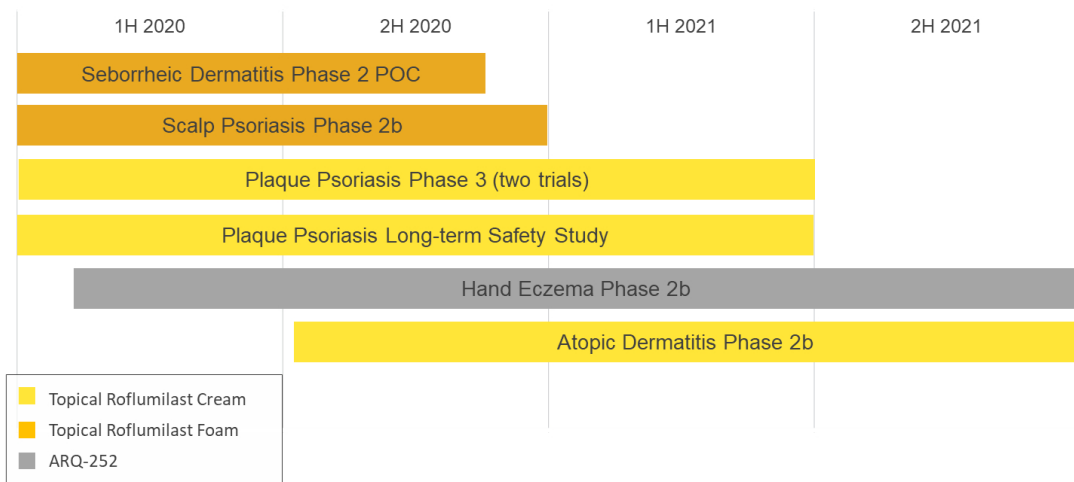 1H 2020
2H 2020
1H 2021
2H 2021
Seborrheic Dermatitis Phase 2 POC
Scalp Psoriasis Phase 2b
Plaque Psoriasis Phase 3 (two trials)
Plaque Psoriasis Long-term Safety Study
Hand Eczema Phase 2b
Atopic Dermatitis Phase 2b
Topical Roflumilast Cream
Topical Roflumilast Foam
ARQ-252